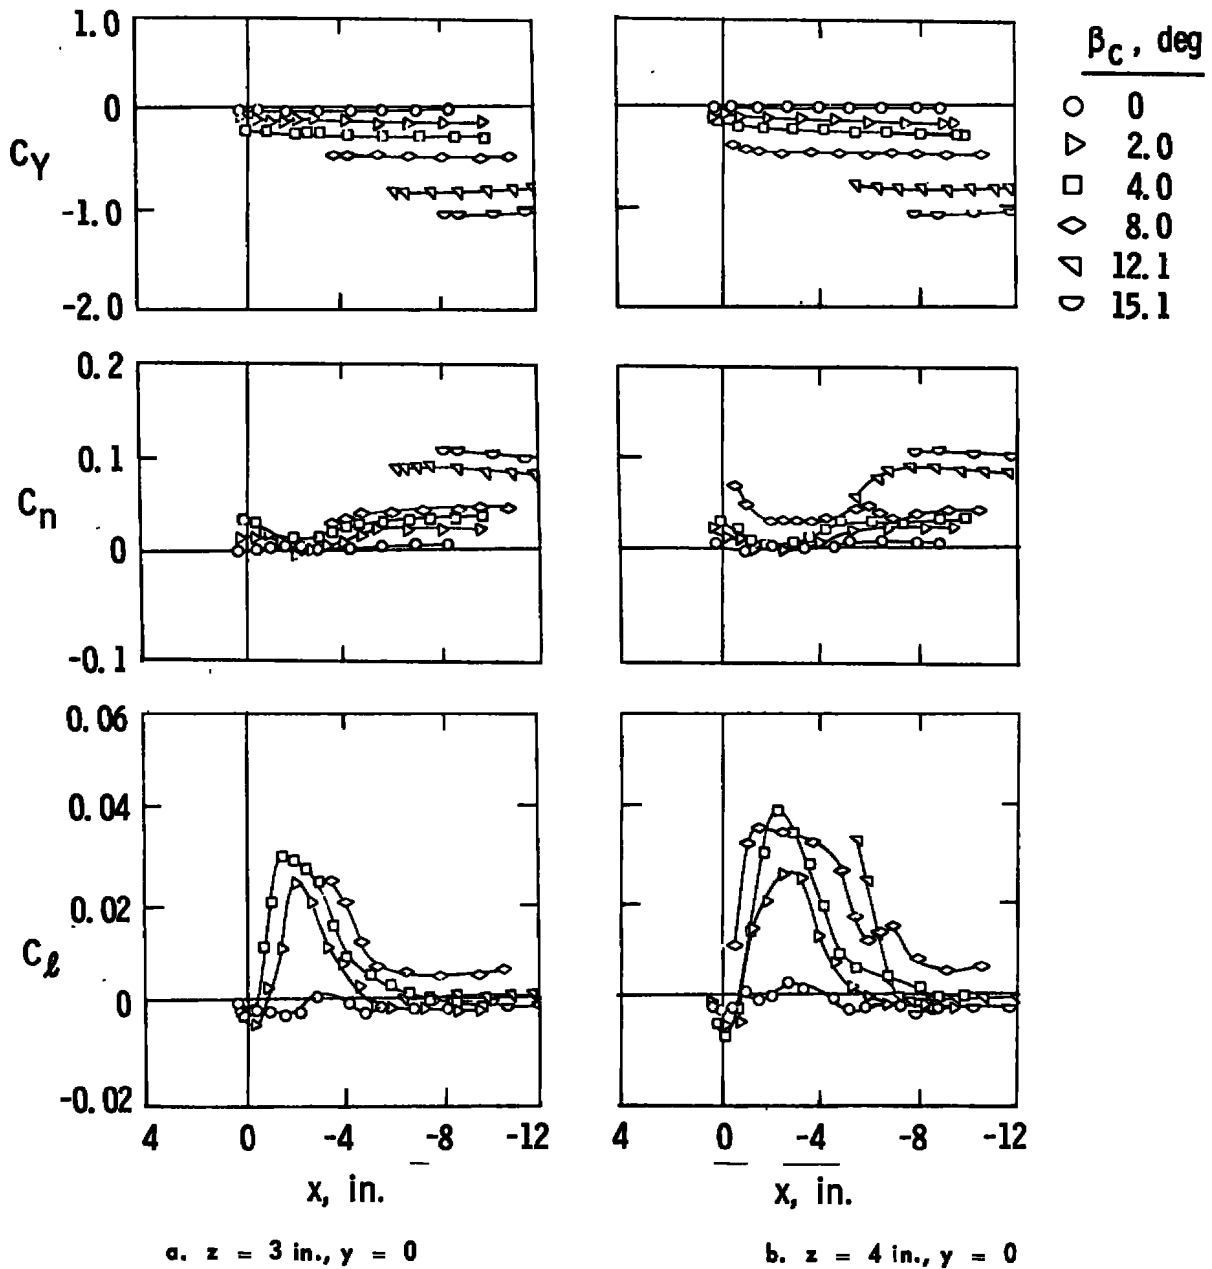 1.0
0
-1.0
-2.0
C_Y
β_C, deg
0
2.0
4.0
8.0
12.1
15.1
0.2
0.1
0
-0.1
C_n
0.06
0.04
0.02
0
-0.02
C_ℓ
4 0 -4 -8 -12
4 0 -4 -8 -12
x, in.
x, in.
a. z = 3 in., y = 0
b. z = 4 in., y = 0